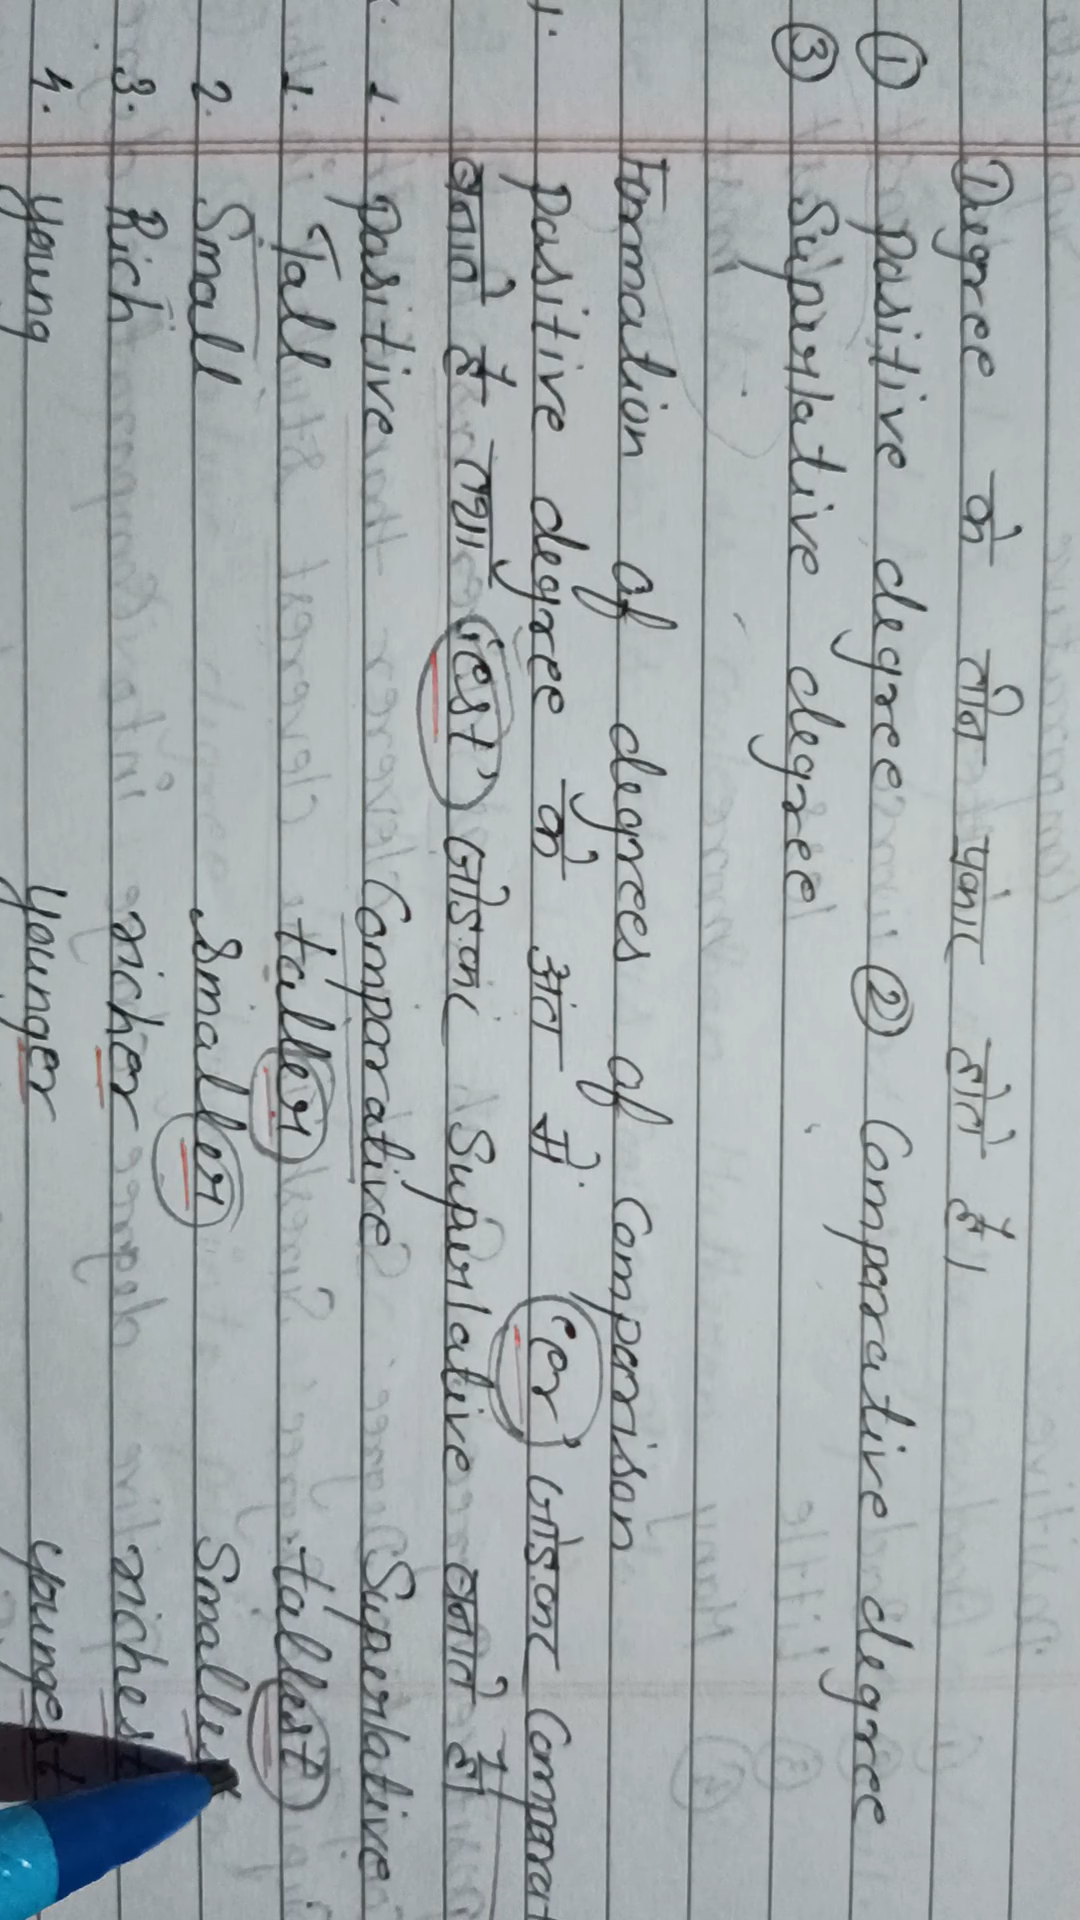 Degree के तीन प्रकार होते है।
① positive degree ② Comparative degree
③ Superlative degree
Formation of degrees of Comparison
1. positive degree के अंत में 'er' जोड़कर Comparat
बनाते है तथा 'est' जोड़कर Superlative बनाते है।
positive Comparative Superlative
1. Tall taller tallest
2. Small smaller smallest
3. Rich richer richest
4. young younger youngest